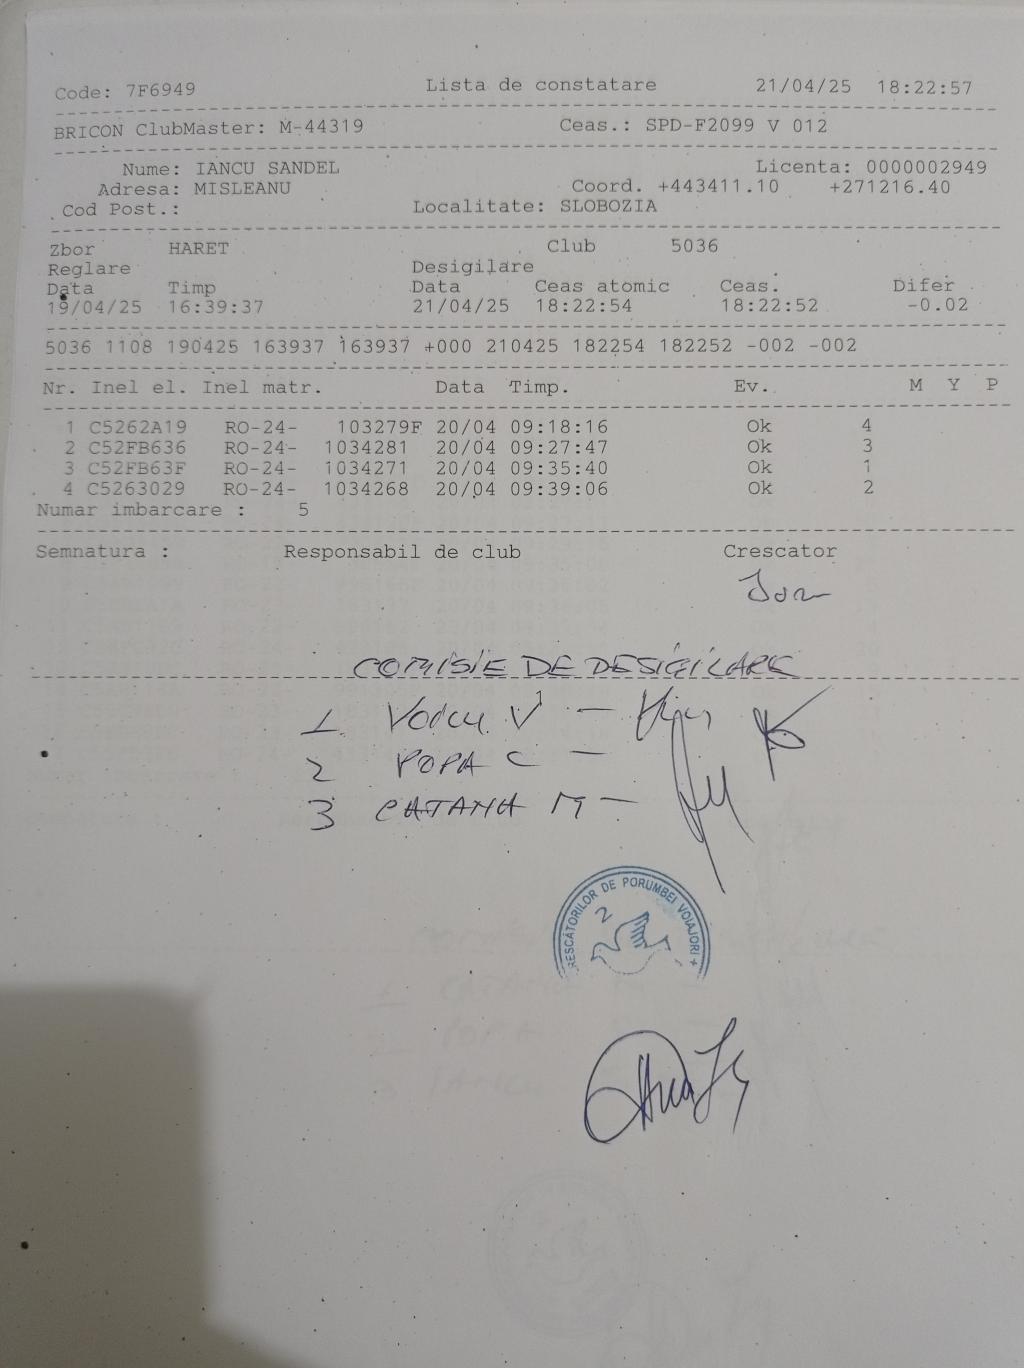 Code: 7F6949 Lista de constatare 21/04/25 18:22:57
BRICON ClubMaster: M-44319 Ceas.: SPD-F2099 V 012
Nume: IANCU SANDEL Licenta: 0000002949
Adresa: MISLEANU Coord. +443411.10 +271216.40
Cod Post.: Localitate: SLOBOZIA
Zbor HARET Club 5036
Reglare Desigilare
Data Timp Data Ceas atomic Ceas. Difer
19/04/25 16:39:37 21/04/25 18:22:54 18:22:52 -0.02
5036 1108 190425 163937 163937 +000 210425 182254 182252 -002 -002
Nr. Inel el. Inel matr. Data Timp. Ev. M Y P
1 C5262A19 RO-24- 103279F 20/04 09:18:16 Ok 4
2 C52FB636 RO-24- 1034281 20/04 09:27:47 Ok 3
3 C52FB63F RO-24- 1034271 20/04 09:35:40 Ok 1
4 C5263029 RO-24- 1034268 20/04 09:39:06 Ok 2
Numar imbarcare : 5
Semnatura : Responsabil de club Crescator
COMISIE DE DESIGILARE
1 VOICU V -
2 POPA C -
3 CATANA M -
RESCĂTORILOR DE PORUMBEI VOIAJORI +
2